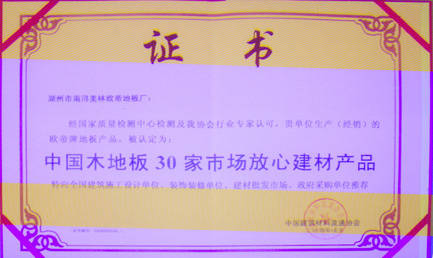 证书
湖州市南浔美林欧帝地板厂:
经国家质量检测中心检测及我协会行业专家认可,贵单位生产(经销)的
欧帝牌地板产品,被认定为:
中国木地板30家市场放心建材产品
特向全国建筑施工设计单位、装饰装修单位、建材批发市场、政府采购单位推荐
中国建筑材料流通协会